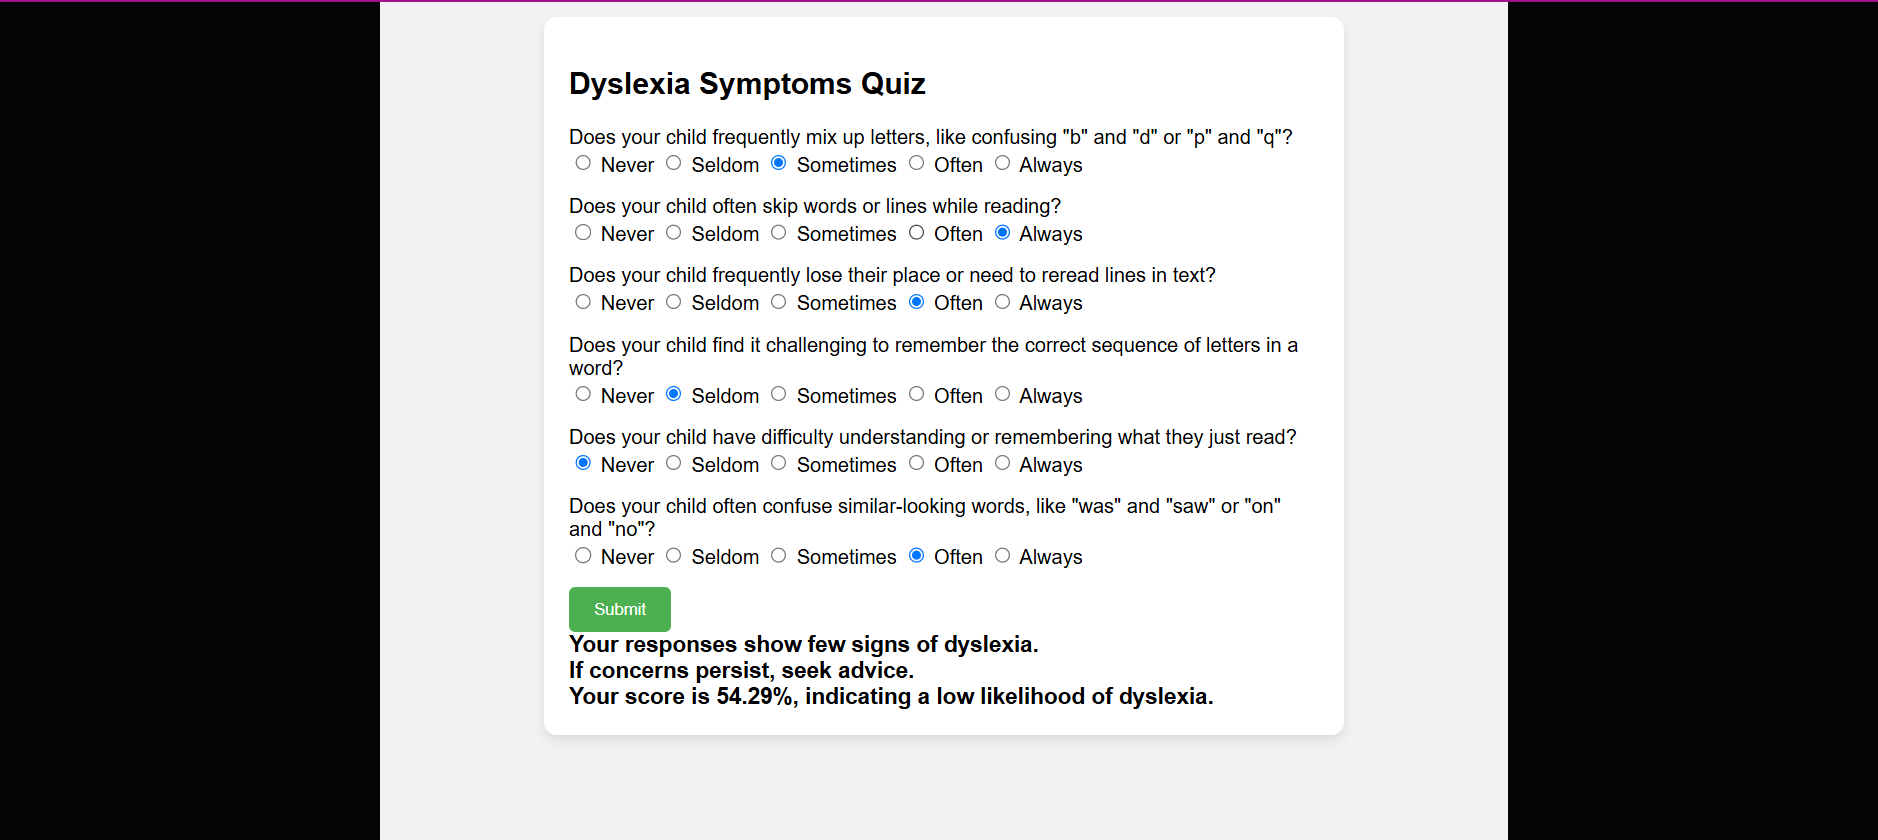 Dyslexia Symptoms Quiz
Does your child frequently mix up letters, like confusing "b" and "d" or "p" and "q"?
Never Seldom Sometimes Often Always
Does your child often skip words or lines while reading?
Never Seldom Sometimes Often Always
Does your child frequently lose their place or need to reread lines in text?
Never Seldom Sometimes Often Always
Does your child find it challenging to remember the correct sequence of letters in a
word?
Never Seldom Sometimes Often Always
Does your child have difficulty understanding or remembering what they just read?
Never Seldom Sometimes Often Always
Does your child often confuse similar-looking words, like "was" and "saw" or "on"
and "no"?
Never Seldom Sometimes Often Always
Submit
Your responses show few signs of dyslexia.
If concerns persist, seek advice.
Your score is 54.29%, indicating a low likelihood of dyslexia.